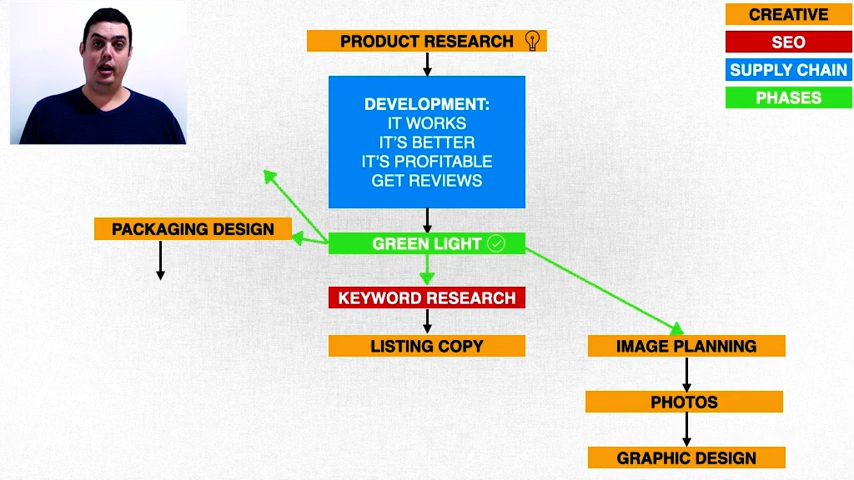 CREATIVE
SEO
SUPPLY CHAIN
PHASES
PRODUCT RESEARCH
DEVELOPMENT:
IT WORKS
IT'S BETTER
IT'S PROFITABLE
GET REVIEWS
PACKAGING DESIGN
GREEN LIGHT
KEYWORD RESEARCH
LISTING COPY
IMAGE PLANNING
PHOTOS
GRAPHIC DESIGN